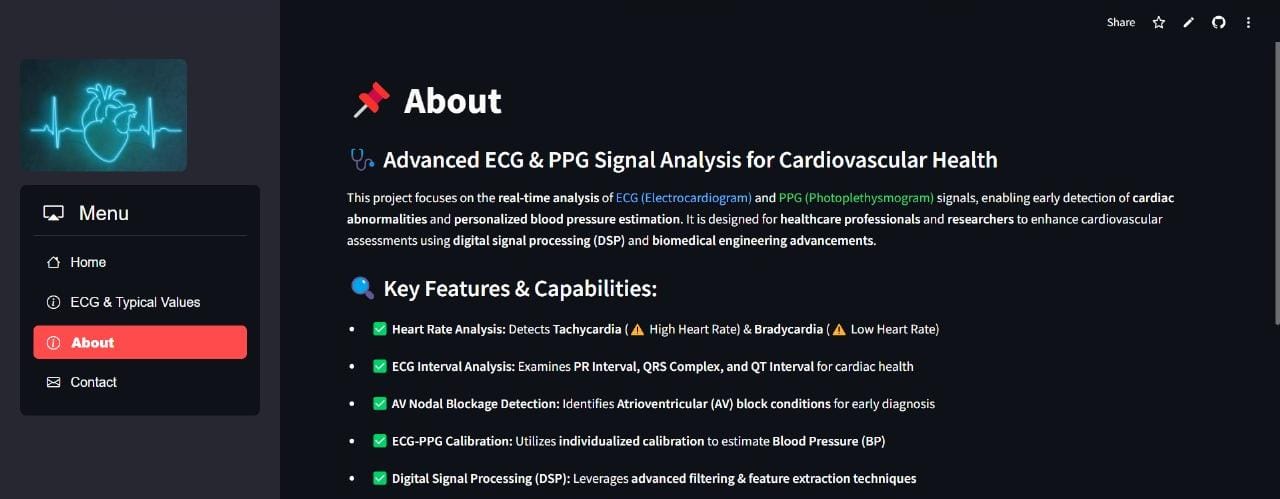 Share
Menu
Home
ECG & Typical Values
About
Contact
📌 About
🩺 Advanced ECG & PPG Signal Analysis for Cardiovascular Health
This project focuses on the real-time analysis of ECG (Electrocardiogram) and PPG (Photoplethysmogram) signals, enabling early detection of cardiac
abnormalities and personalized blood pressure estimation. It is designed for healthcare professionals and researchers to enhance cardiovascular
assessments using digital signal processing (DSP) and biomedical engineering advancements.
🔍 Key Features & Capabilities:
• ✅ Heart Rate Analysis: Detects Tachycardia (⚠️ High Heart Rate) & Bradycardia (⚠️ Low Heart Rate)
• ✅ ECG Interval Analysis: Examines PR Interval, QRS Complex, and QT Interval for cardiac health
• ✅ AV Nodal Blockage Detection: Identifies Atrioventricular (AV) block conditions for early diagnosis
• ✅ ECG-PPG Calibration: Utilizes individualized calibration to estimate Blood Pressure (BP)
• ✅ Digital Signal Processing (DSP): Leverages advanced filtering & feature extraction techniques